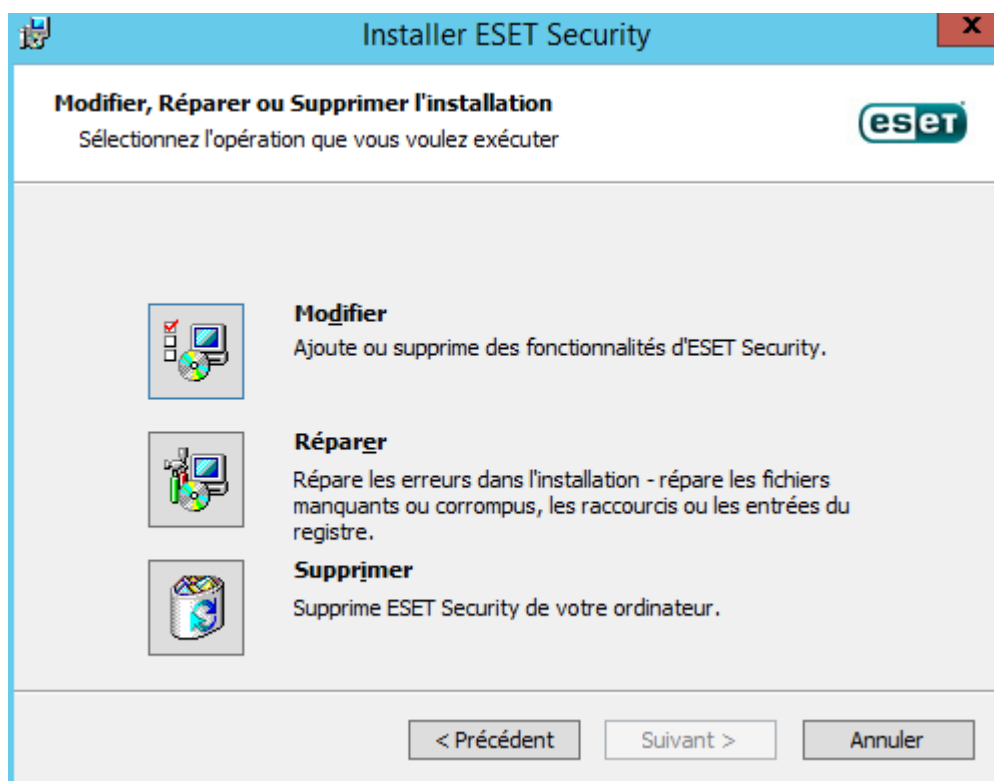 Installer ESET Security
x
Modifier, Réparer ou Supprimer l'installation
Sélectionnez l'opération que vous voulez exécuter
eset
Modifier
Ajoute ou supprime des fonctionnalités d'ESET Security.
Réparer
Répare les erreurs dans l'installation - répare les fichiers
manquants ou corrompus, les raccourcis ou les entrées du
registre.
Supprimer
Supprime ESET Security de votre ordinateur.
< Précédent
Suivant >
Annuler